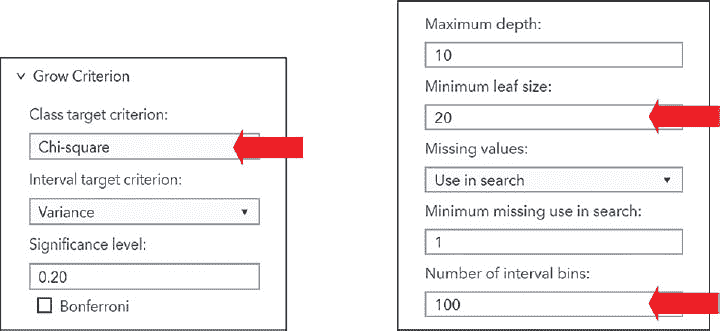 Grow Criterion
Class target criterion:
Chi-square
Interval target criterion:
Variance
Significance level:
0.20
Bonferroni
Maximum depth:
10
Minimum leaf size:
20
Missing values:
Use in search
Minimum missing use in search:
1
Number of interval bins:
100